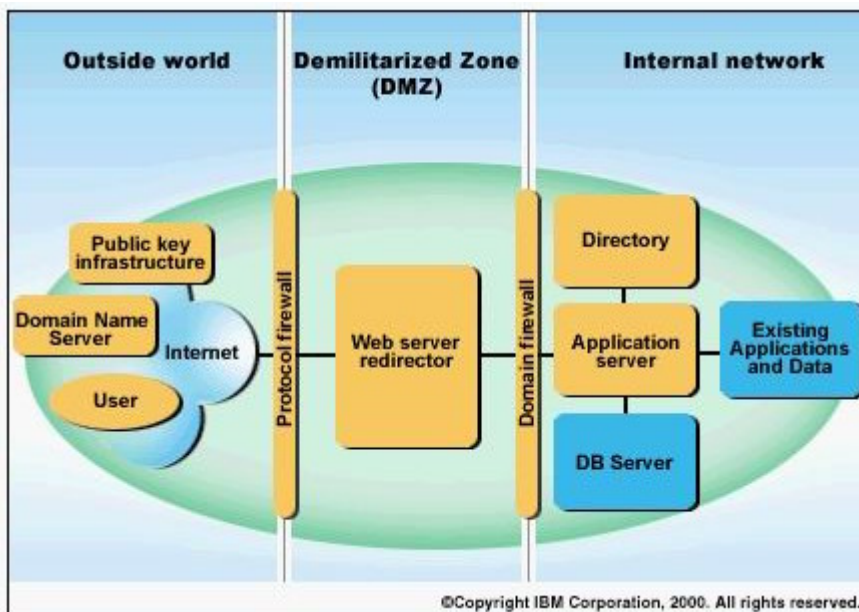 Outside world
Demilitarized Zone
(DMZ)
Internal network
Public key
infrastructure
Domain Name
Server
Internet
User
Protocol firewall
Web server
redirector
Domain firewall
Directory
Application
server
Existing
Applications
and Data
DB Server
©Copyright IBM Corporation, 2000. All rights reserved.